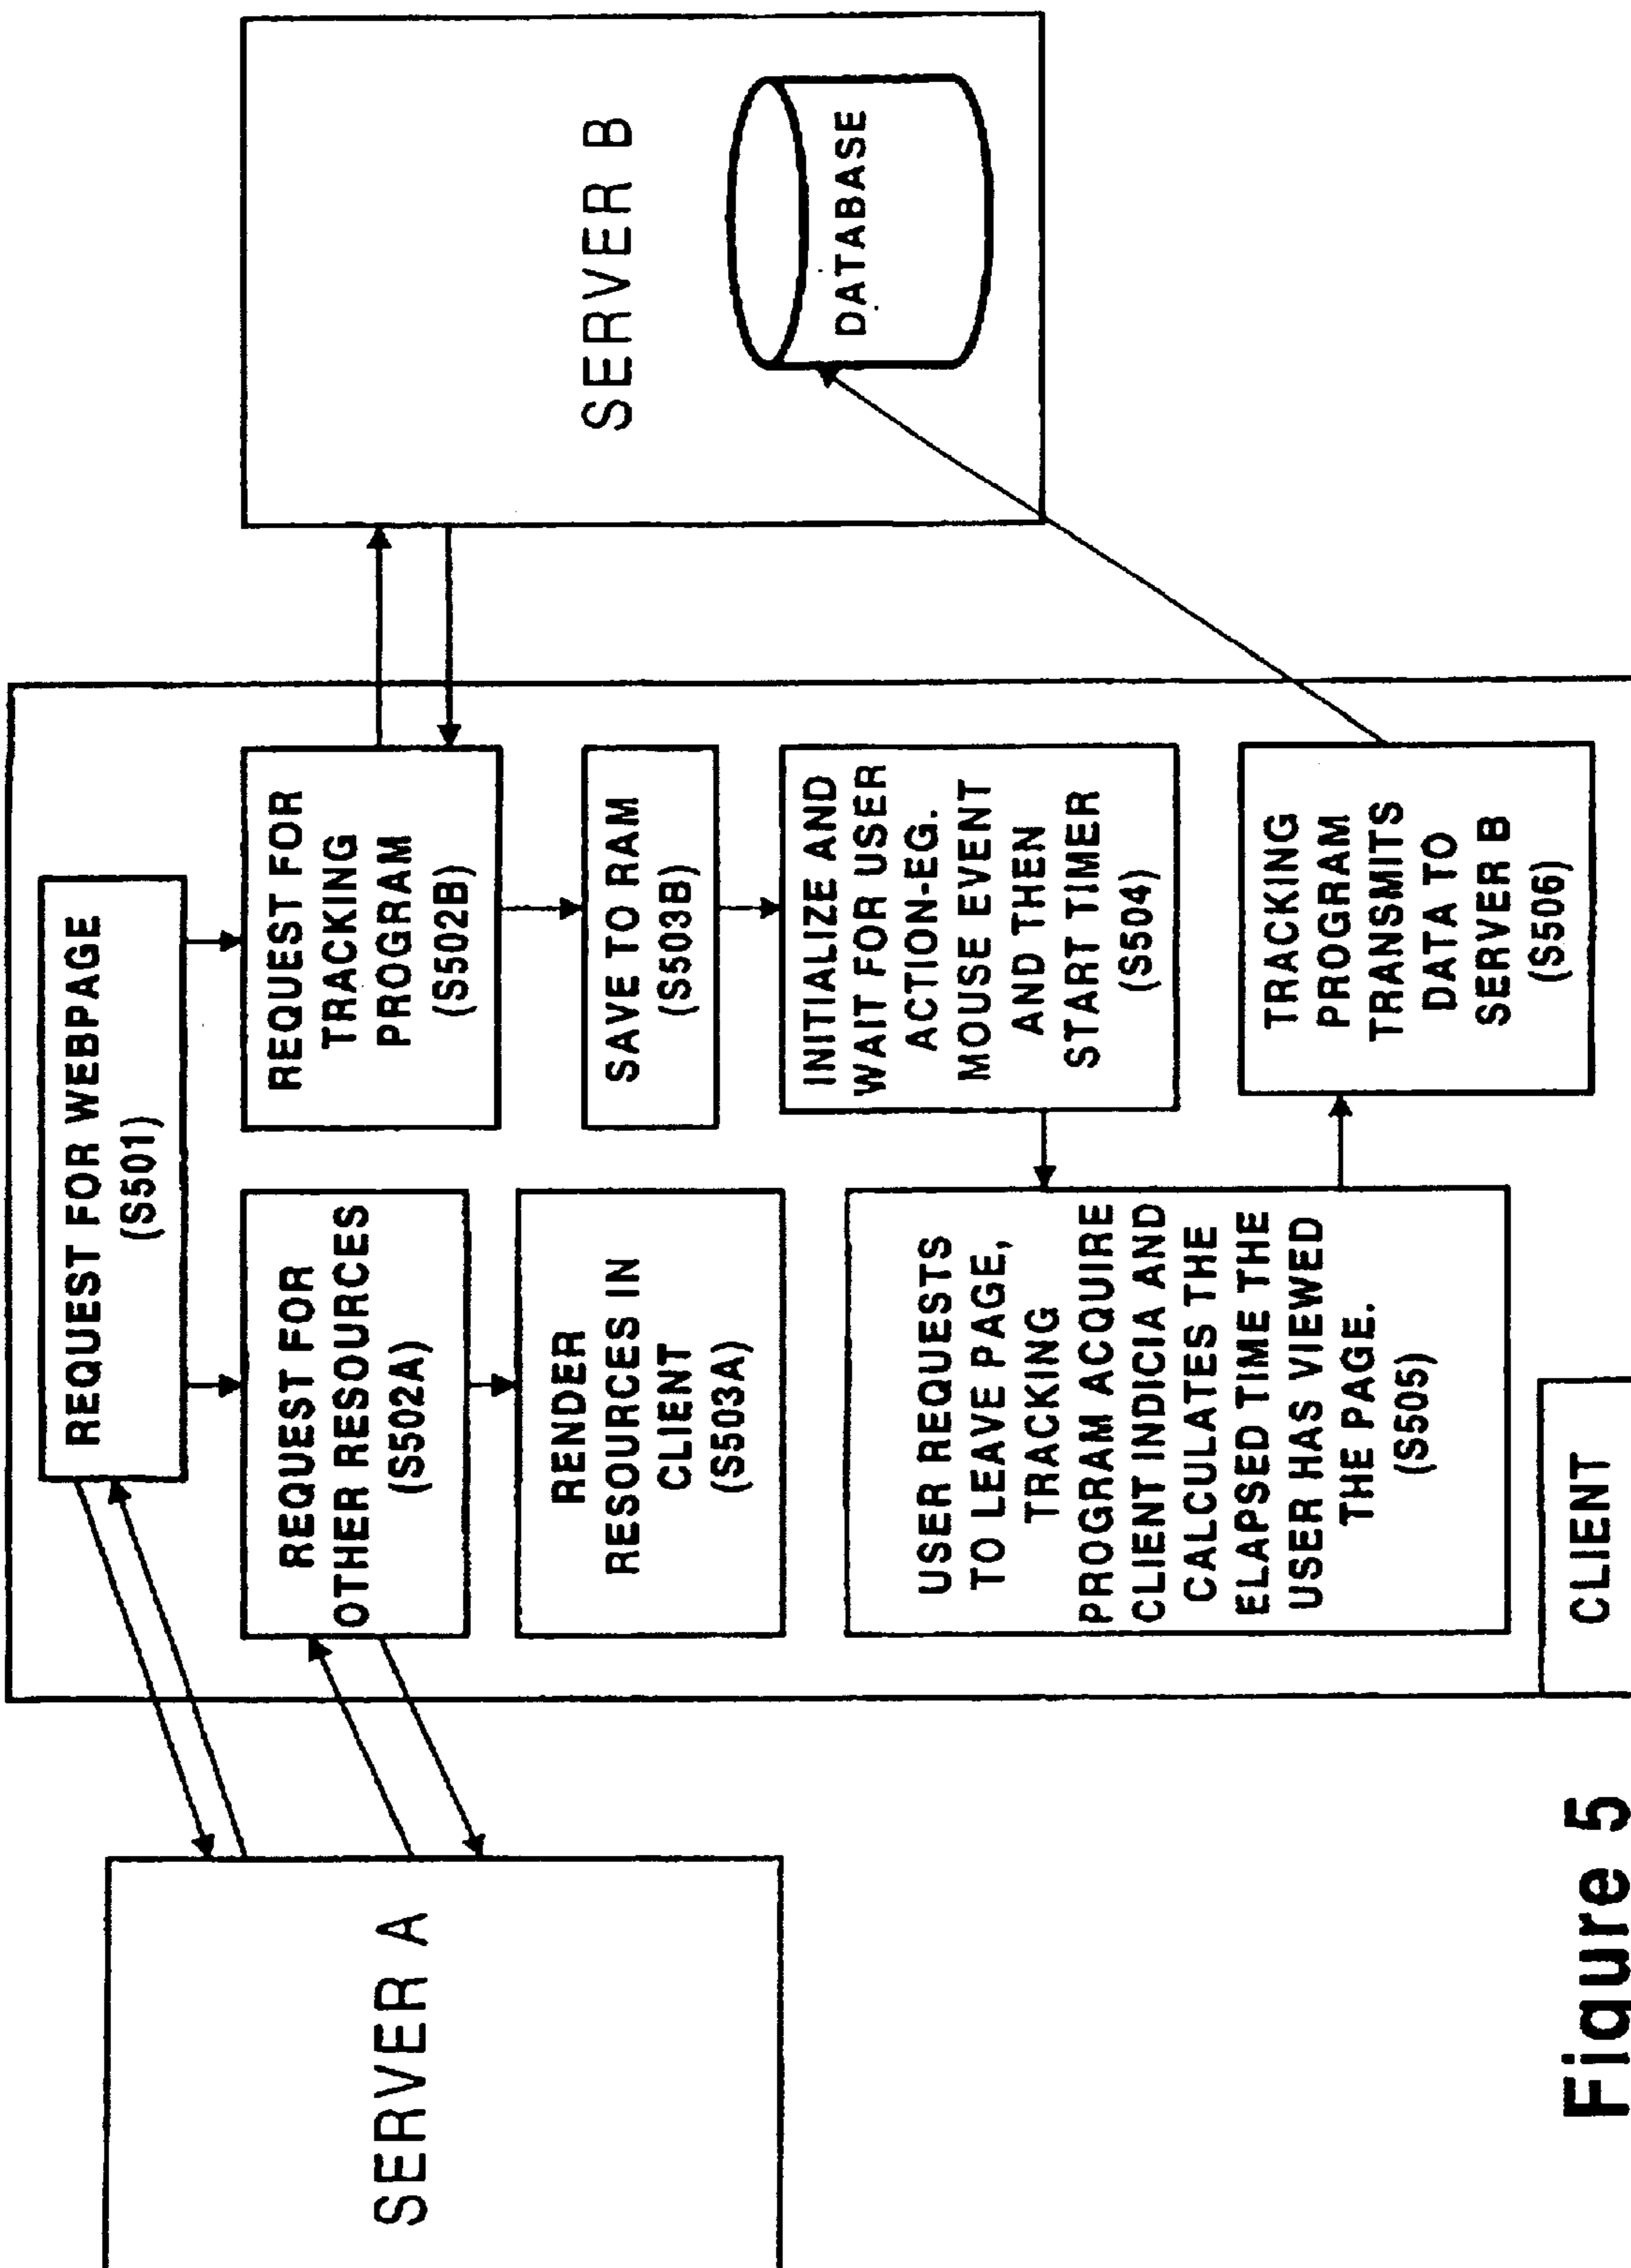 SERVER A
REQUEST FOR WEBPAGE
(S501)
REQUEST FOR
OTHER RESOURCES
(S502A)
RENDER
RESOURCES IN
CLIENT
(S503A)
REQUEST FOR
TRACKING
PROGRAM
(S502B)
SAVE TO RAM
(S503B)
INITIALIZE AND
WAIT FOR USER
ACTION-EG.
MOUSE EVENT
AND THEN
START TIMER
(S504)
USER REQUESTS
TO LEAVE PAGE,
TRACKING
PROGRAM ACQUIRE
CLIENT INDICIA AND
CALCULATES THE
ELAPSED TIME THE
USER HAS VIEWED
THE PAGE.
(S505)
TRACKING
PROGRAM
TRANSMITS
DATA TO
SERVER B
(S506)
CLIENT
SERVER B
DATABASE
Figure 5